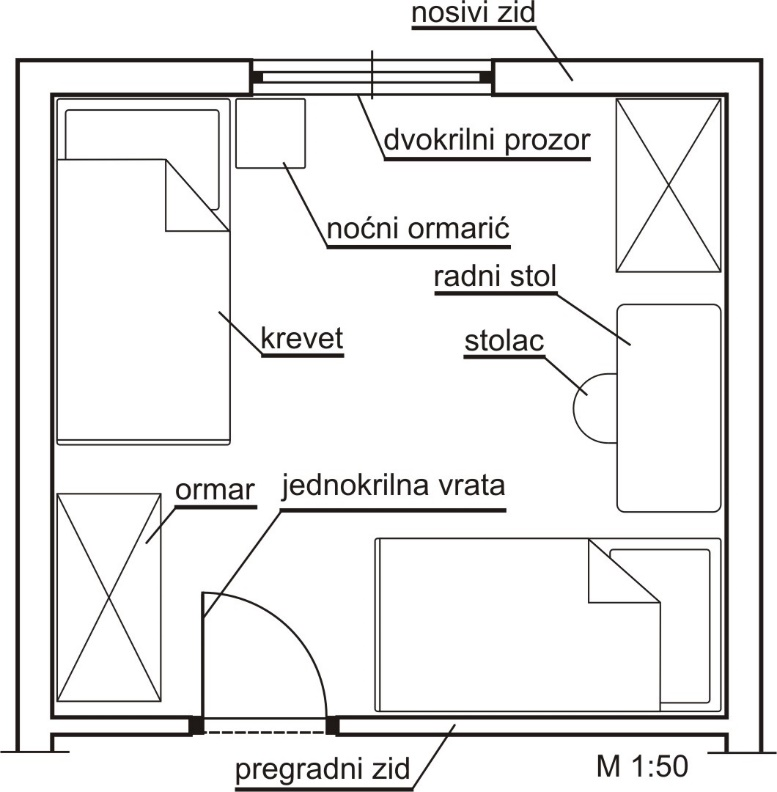 nosivi zid
dvokrilni prozor
noćni ormarić
radni stol
krevet
stolac
ormar
jednokrilna vrata
pregradni zid
M 1:50